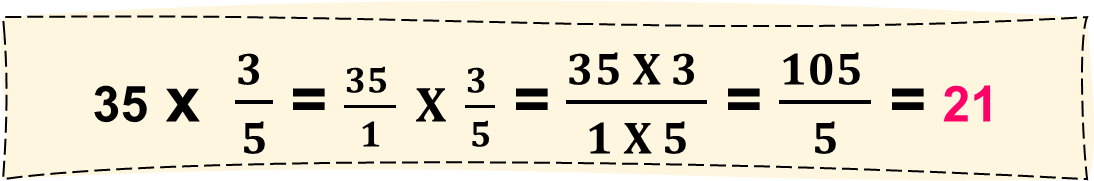 35 x 3/5 = 35/1 X 3/5 = 35 X 3/1 X 5 = 105/5 = 21